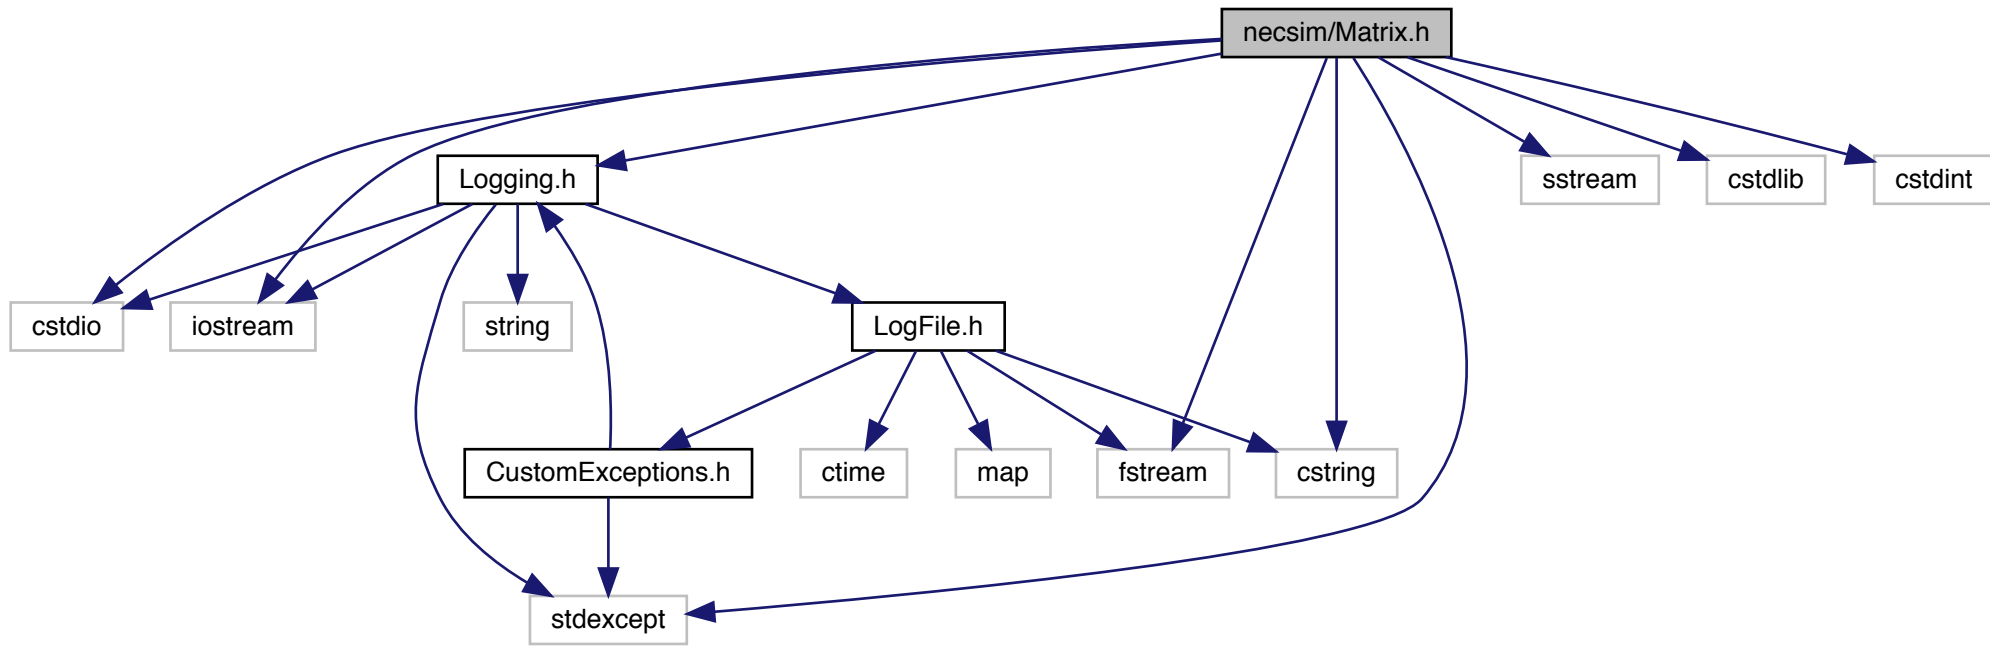 necsim/Matrix.h
Logging.h
sstream
cstdlib
cstdint
cstdio
iostream
string
LogFile.h
CustomExceptions.h
ctime
map
fstream
cstring
stdexcept